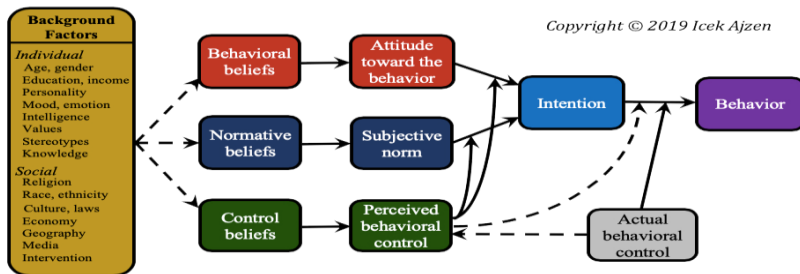 Background
Factors
Individual
Age, gender
Education, income
Personality
Mood, emotion
Intelligence
Values
Stereotypes
Knowledge
Social
Religion
Race, ethnicity
Culture, laws
Economy
Geography
Media
Intervention
Copyright © 2019 Icek Ajzen
Behavioral
beliefs
Attitude
toward the
behavior
Intention
Behavior
Normative
beliefs
Subjective
norm
Control
beliefs
Perceived
behavioral
control
Actual
behavioral
control